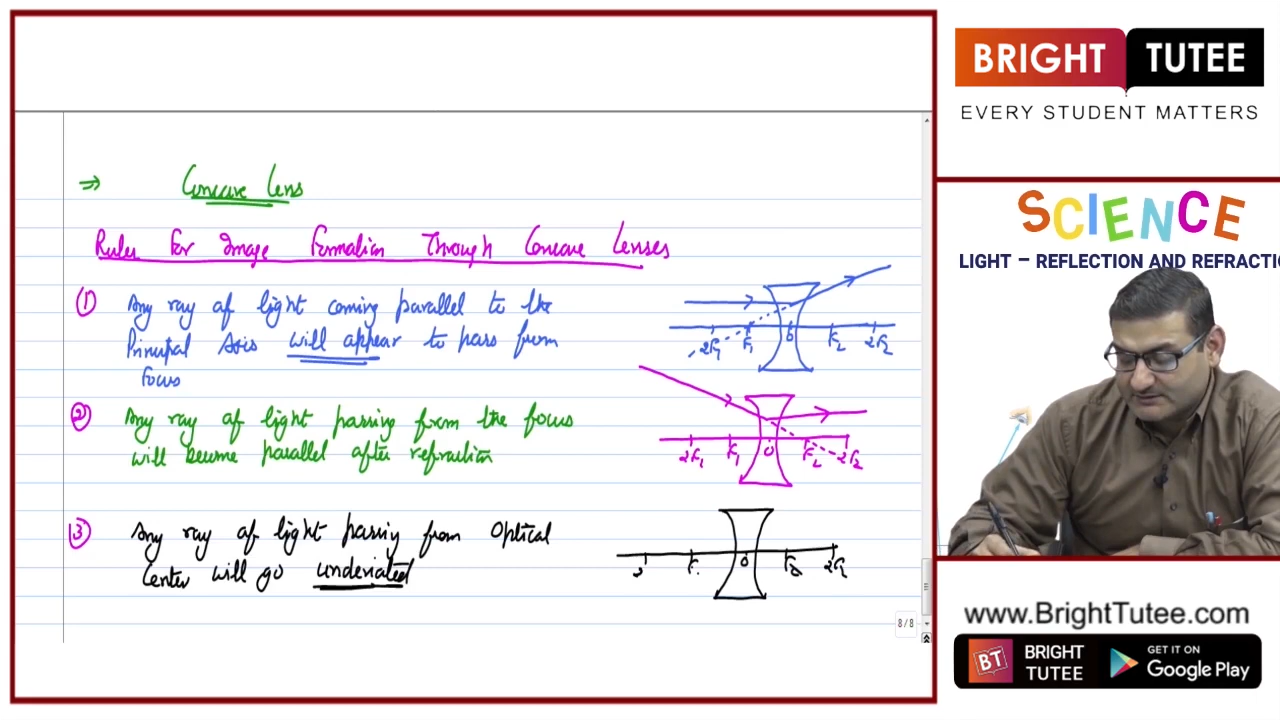 BRIGHT TUTEE
EVERY STUDENT MATTERS
SCIENCE
LIGHT – REFLECTION AND REFRACTI
⇒ Concave Lens
Rules For Image Formation Through Concave Lenses
① Any ray of light coming parallel to the
Principal Axis will appear to pass from
focus
2F1 F1 O F2 2F2
② Any ray of light passing from the focus
will become parallel after refraction
2F1 F1 O F2 2F2
③ Any ray of light passing from Optical
Center will go undeviated
2 F. O F2 2F2
8/8
www.BrightTutee.com
BT
BRIGHT
TUTEE
GET IT ON
Google Play